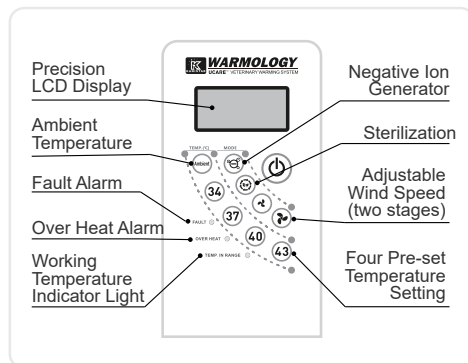 WARMOLOGY
UCARE™ VETERINARY WARMING SYSTEM
Precision
LCD Display
Ambient
Temperature
Fault Alarm
Over Heat Alarm
Working
Temperature
Indicator Light
Negative Ion
Generator
Sterilization
Adjustable
Wind Speed
(two stages)
Four Pre-set
Temperature
Setting
TEMP. (°C)
MODE
Ambient
34
37
40
43
FAULT
OVER HEAT
TEMP. IN RANGE